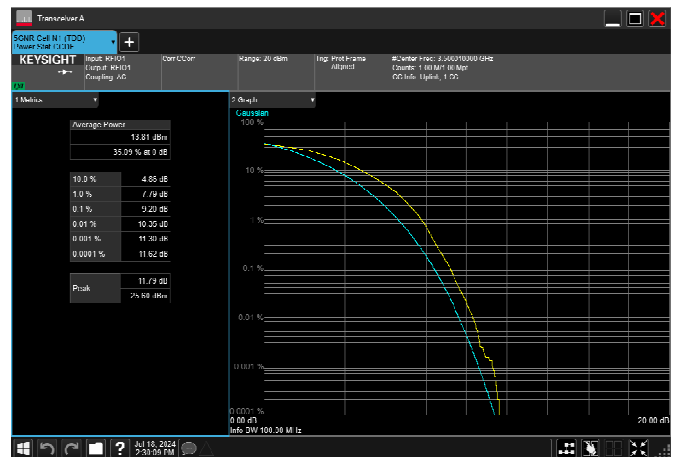 Transceiver A
5GNR Cell N1 (TDD)
Power Stat CCDF
+
KEYSIGHT
Input: RFIO1
Output: RFIO1
Coupling: AC
Corr CCorr
Range: 20 dBm
Trig: Prot Frame
Aligned
#Center Freq: 3.500010000 GHz
Counts: 1.00 M/1.00 Mpt
CC Info: Uplink, 1 CC
1 Metrics
2 Graph
Gaussian
Average Power
13.81 dBm
35.09 % at 0 dB
10.0 % 4.86 dB
1.0 % 7.79 dB
0.1 % 9.20 dB
0.01 % 10.35 dB
0.001 % 11.30 dB
0.0001 % 11.62 dB
Peak
11.79 dB
25.60 dBm
100 %
10 %
1 %
0.1 %
0.01 %
0.001 %
0.0001 %
0.00 dB
20.00 dB
Info BW 100.00 MHz
?
Jul 18, 2024
2:30:09 PM